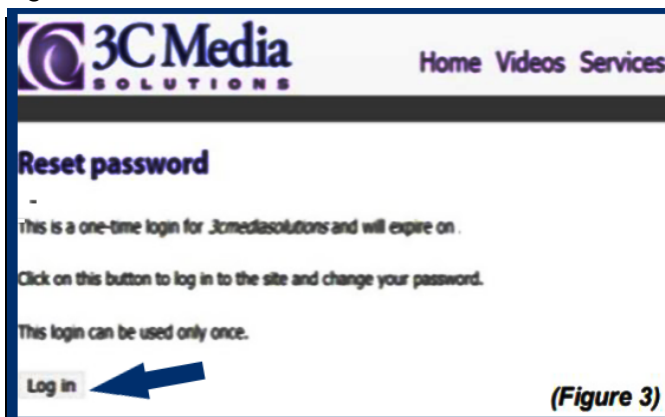 3C Media
SOLUTIONS
Home Videos Services
Reset password
This is a one-time login for 3cmediasolutions and will expire on .
Click on this button to log in to the site and change your password.
This login can be used only once.
Log in
(Figure 3)